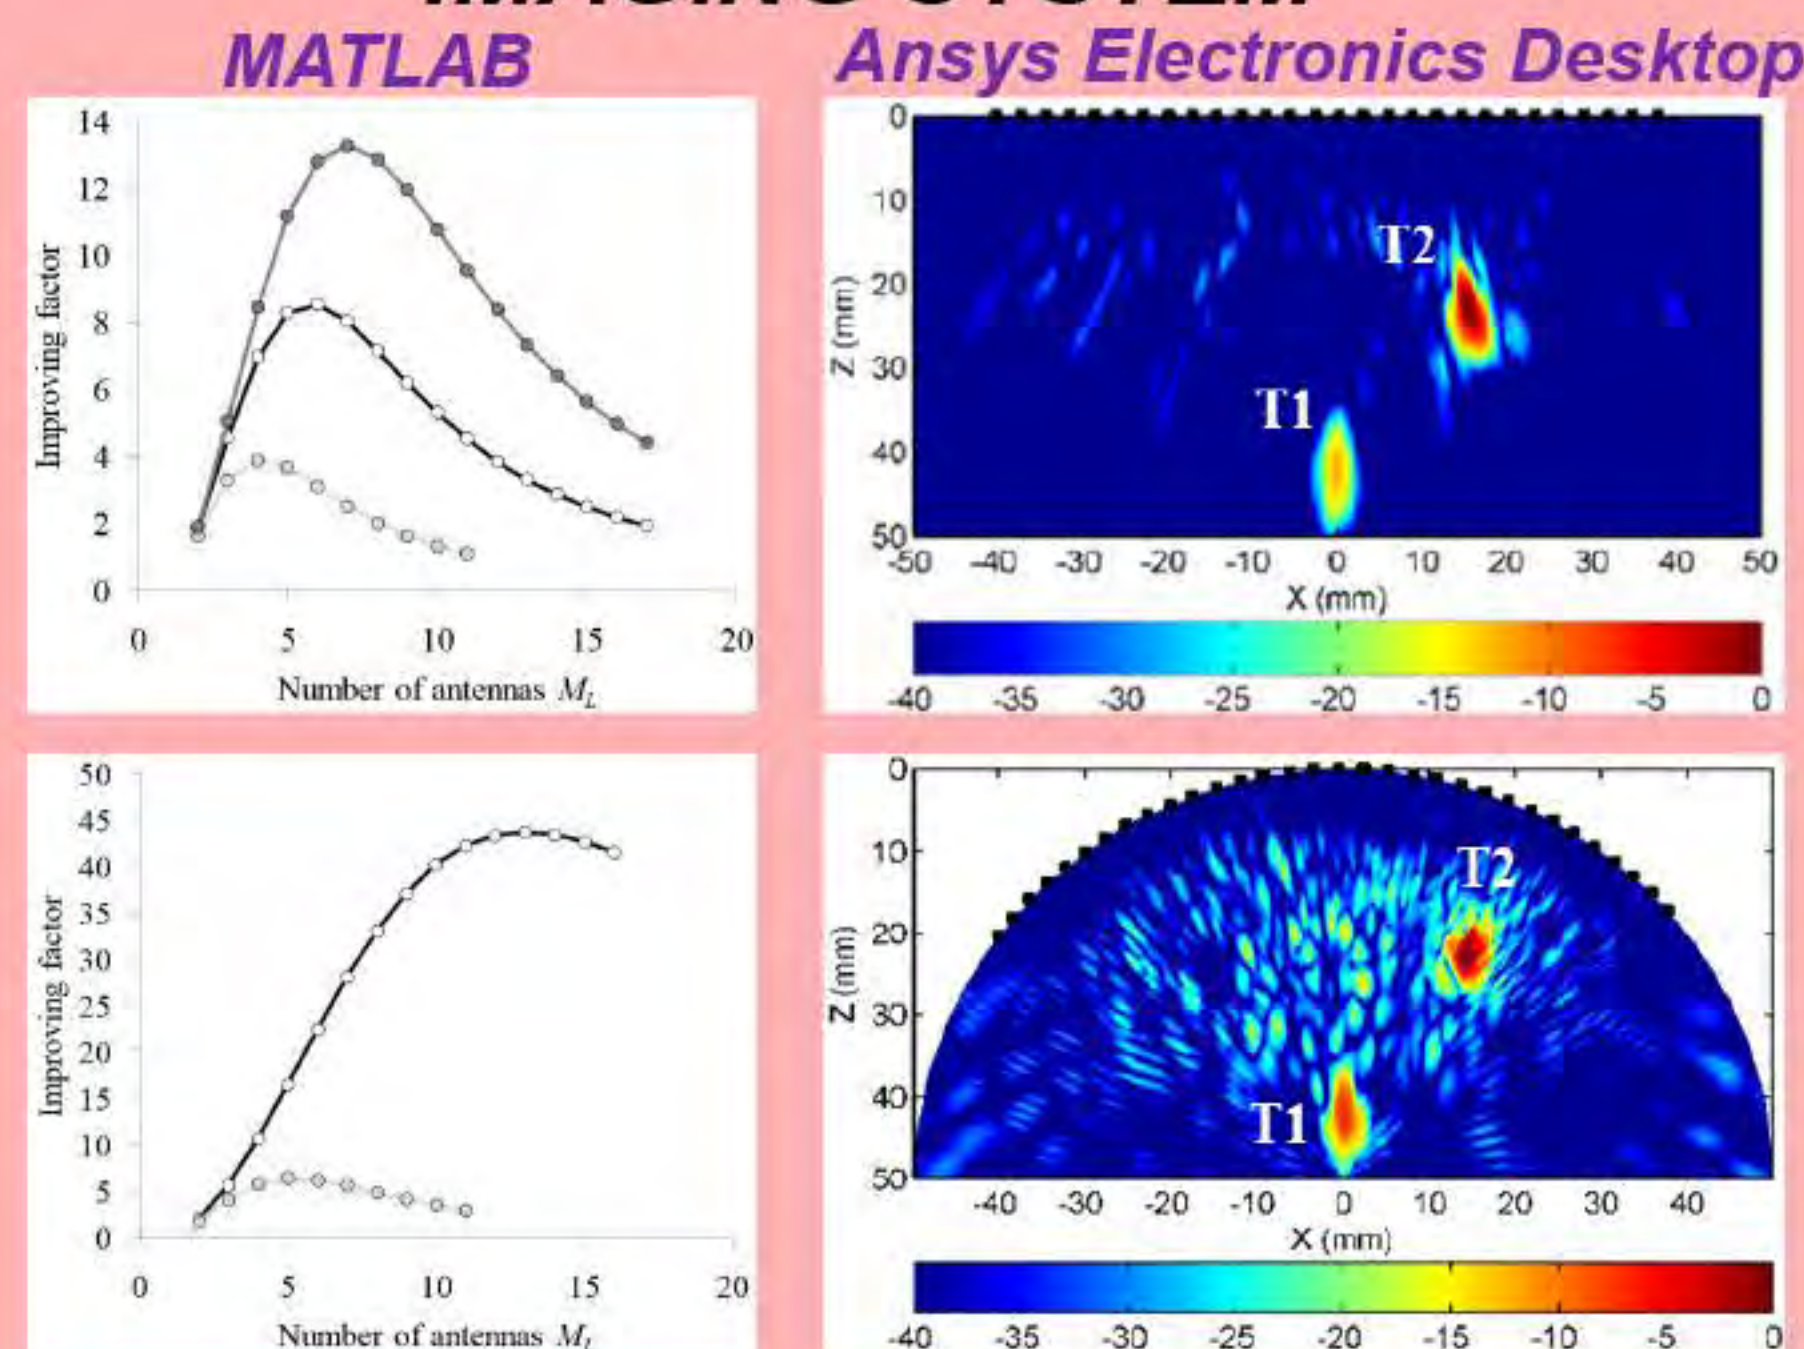 IMAGING SYSTEM
MATLAB
Ansys Electronics Desktop
14
12
10
8
6
4
2
0
Improving factor
0 5 10 15 20
Number of antennas M_L
0
10
20
30
40
50
Z (mm)
T2
T1
-50 -40 -30 -20 -10 0 10 20 30 40 50
X (mm)
-40 -35 -30 -25 -20 -15 -10 -5 0
50
45
40
35
30
25
20
15
10
5
0
Improving factor
0 5 10 15 20
Number of antennas M_L
0
10
20
30
40
50
Z (mm)
T2
T1
-40 -30 -20 -10 0 10 20 30 40
X (mm)
-40 -35 -30 -25 -20 -15 -10 -5 0